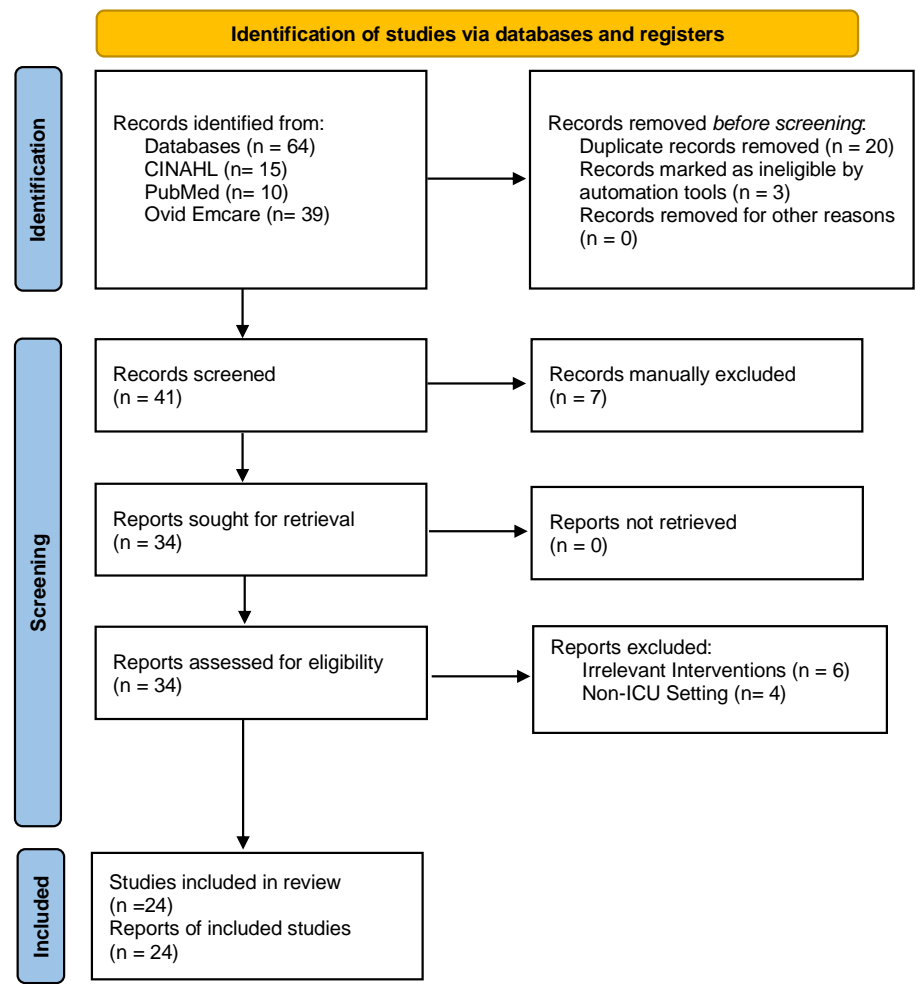 Identification of studies via databases and registers
Identification
Records identified from:
Databases (n = 64)
CINAHL (n= 15)
PubMed (n= 10)
Ovid Emcare (n= 39)
Records removed before screening:
Duplicate records removed (n = 20)
Records marked as ineligible by
automation tools (n = 3)
Records removed for other reasons
(n = 0)
Screening
Records screened
(n = 41)
Records manually excluded
(n = 7)
Reports sought for retrieval
(n = 34)
Reports not retrieved
(n = 0)
Reports assessed for eligibility
(n = 34)
Reports excluded:
Irrelevant Interventions (n = 6)
Non-ICU Setting (n= 4)
Included
Studies included in review
(n =24)
Reports of included studies
(n = 24)